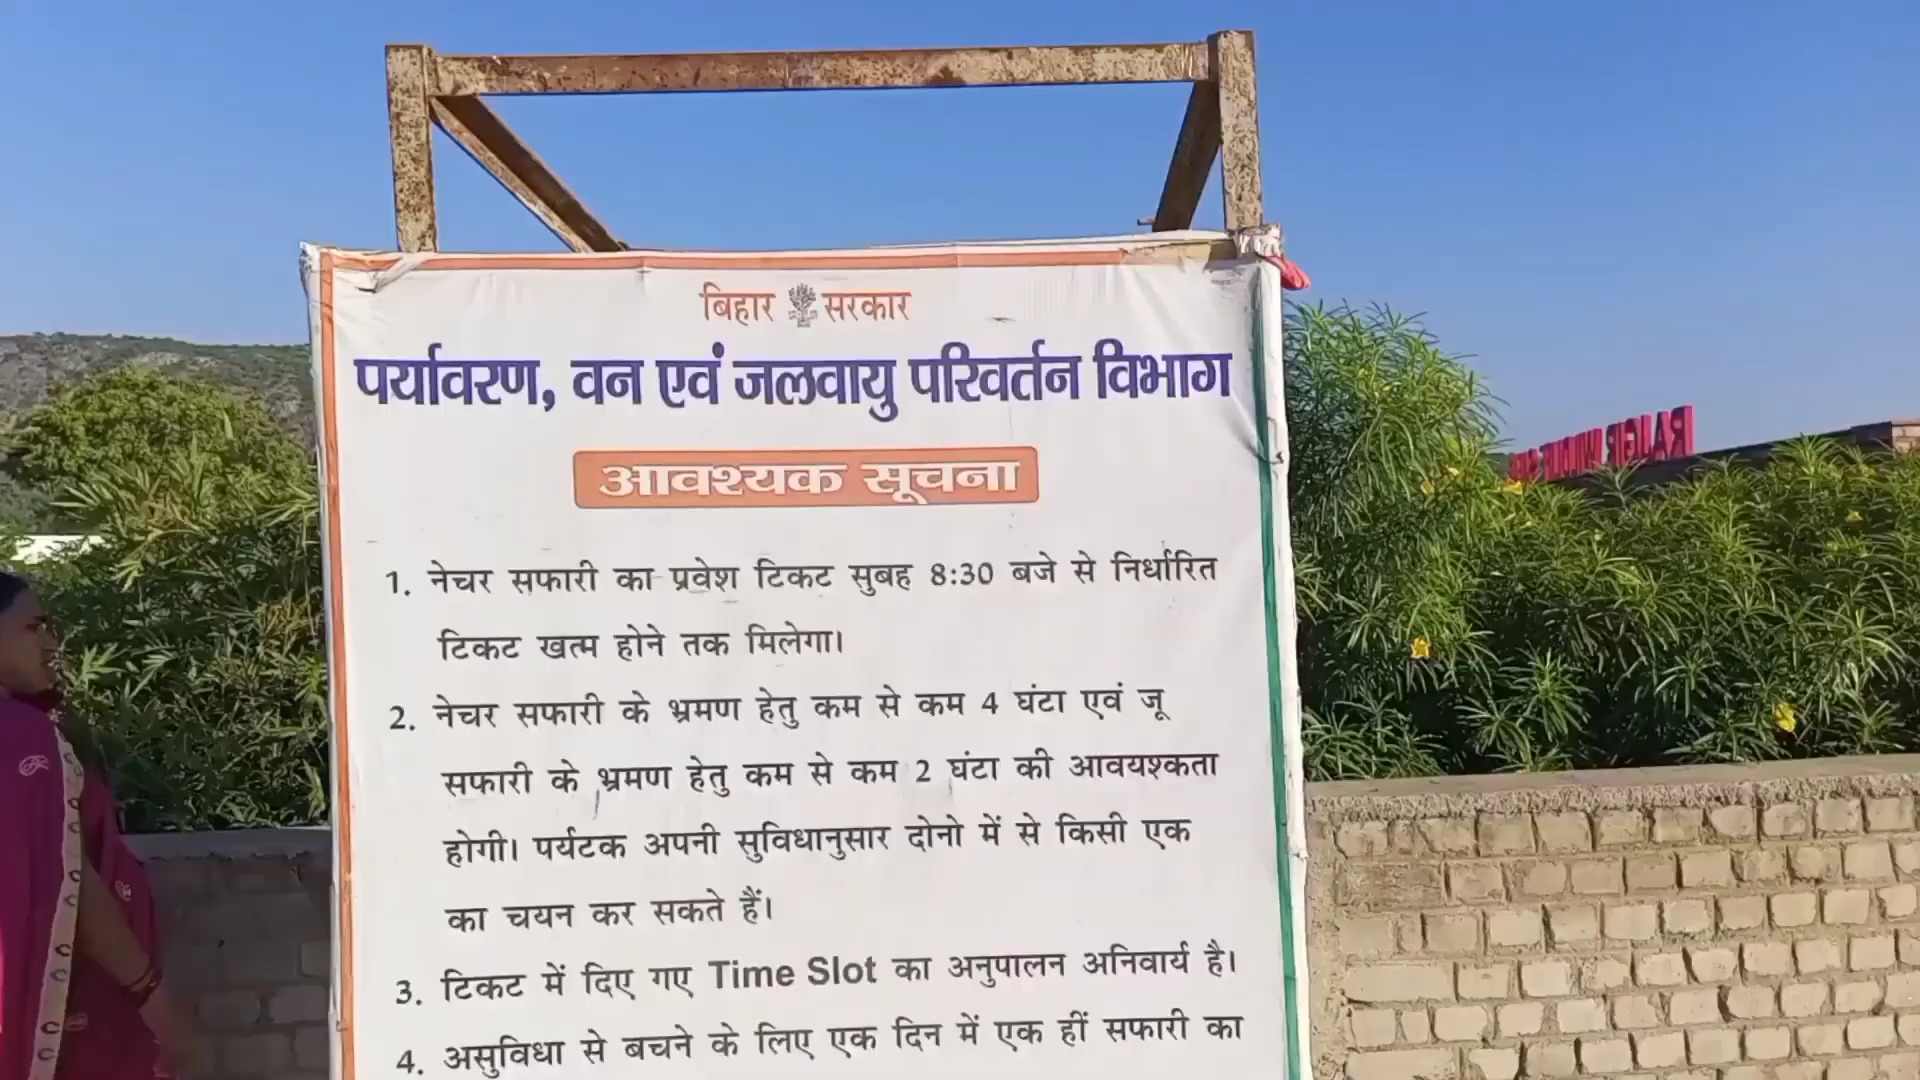 बिहार सरकार
पर्यावरण, वन एवं जलवायु परिवर्तन विभाग
आवश्यक सूचना
1. नेचर सफारी का प्रवेश टिकट सुबह 8:30 बजे से निर्धारित
टिकट खत्म होने तक मिलेगा।
2. नेचर सफारी के भ्रमण हेतु कम से कम 4 घंटा एवं जू
सफारी के भ्रमण हेतु कम से कम 2 घंटा की आवयश्कता
होगी। पर्यटक अपनी सुविधानुसार दोनो में से किसी एक
का चयन कर सकते हैं।
3. टिकट में दिए गए Time Slot का अनुपालन अनिवार्य है।
4. असुविधा से बचने के लिए एक दिन में एक हीं सफारी का